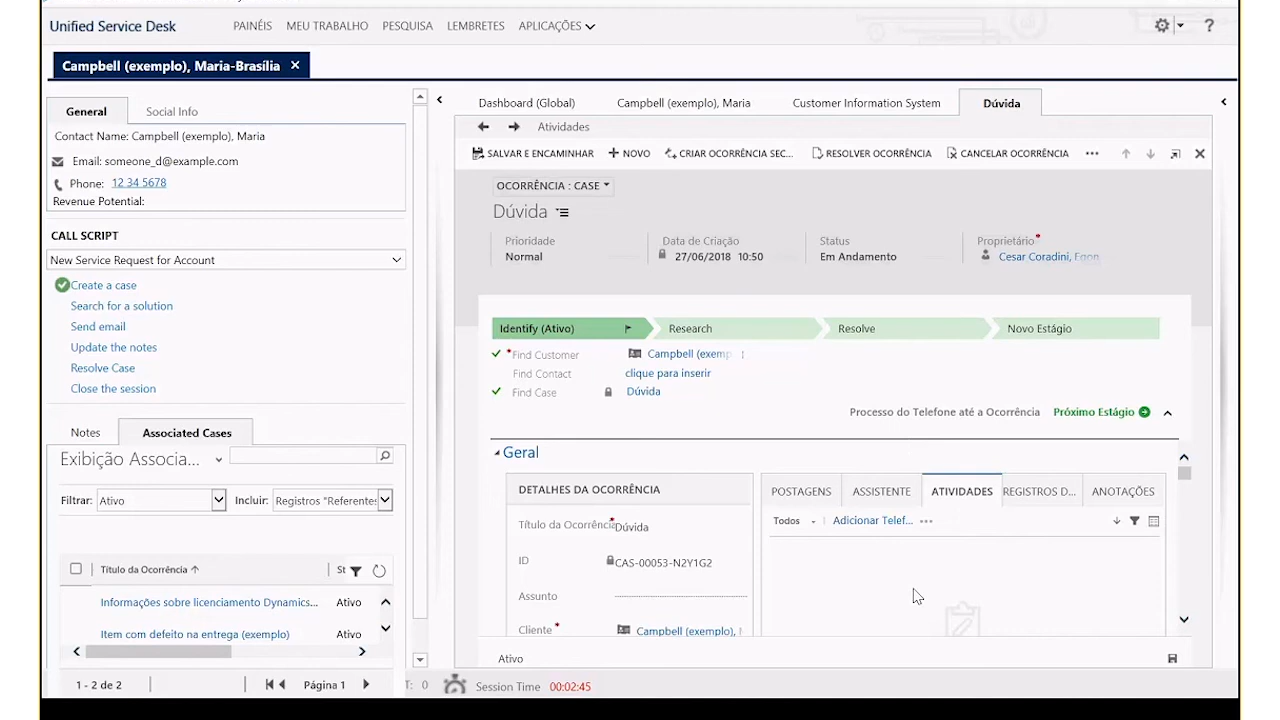 Unified Service Desk PAINÉIS MEU TRABALHO PESQUISA LEMBRETES APLICAÇÕES ?
Campbell (exemplo), Maria-Brasília ×
General Social Info
Contact Name: Campbell (exemplo), Maria
Email: someone_d@example.com
Phone: 12 34 5678
Revenue Potential:
CALL SCRIPT
New Service Request for Account
Create a case
Search for a solution
Send email
Update the notes
Resolve Case
Close the session
Notes Associated Cases
Exibição Associa...
Filtrar: Ativo Incluir: Registros "Referentes
Título da Ocorrência St
Informações sobre licenciamento Dynamics... Ativo
Item com defeito na entrega (exemplo) Ativo
1 - 2 de 2 Página 1
Dashboard (Global) Campbell (exemplo), Maria Customer Information System Dúvida
Atividades
SALVAR E ENCAMINHAR NOVO CRIAR OCORRÊNCIA SEC... RESOLVER OCORRÊNCIA CANCELAR OCORRÊNCIA ...
OCORRÊNCIA : CASE
Dúvida
Prioridade Data de Criação Status Proprietário*
Normal 27/06/2018 10:50 Em Andamento Cesar Coradini, Egon
Identify (Ativo) Research Resolve Novo Estágio
*Find Customer Campbell (exemp
Find Contact clique para inserir
Find Case Dúvida
Processo do Telefone até a Ocorrência Próximo Estágio
Geral
DETALHES DA OCORRÊNCIA
Título da Ocorrência* Dúvida
ID CAS-00053-N2Y1G2
Assunto
Cliente* Campbell (exemplo),
POSTAGENS ASSISTENTE ATIVIDADES REGISTROS D... ANOTAÇÕES
Todos Adicionar Telef... ...
Ativo
T: 0 Session Time 00:02:45